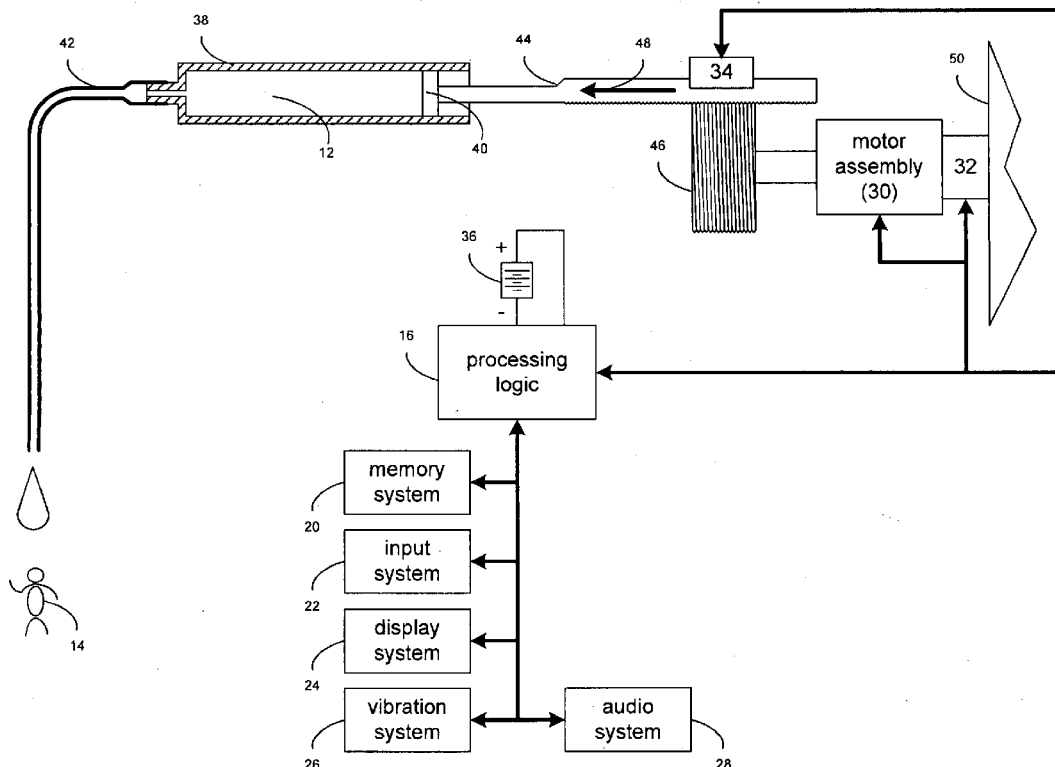 42
38
44
48
34
50
12
40
46
motor
assembly
(30)
32
+
36
-
16
processing
logic
memory
system
20
input
system
22
14
display
system
24
vibration
system
26
audio
system
28